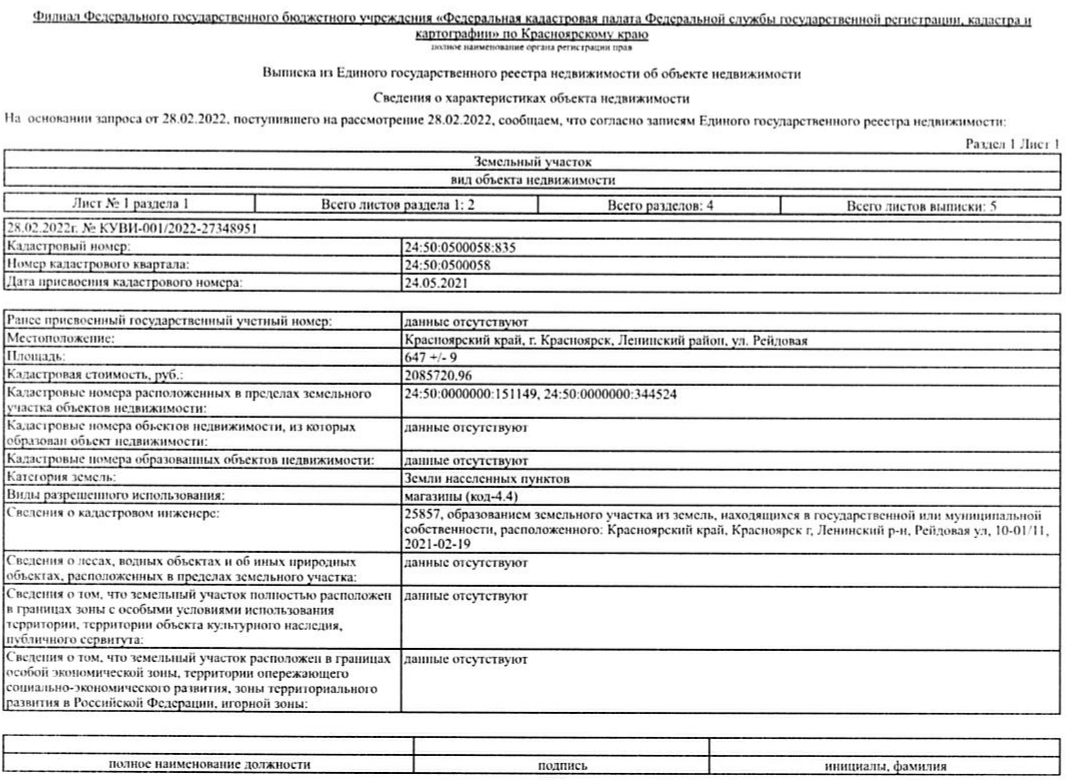 Филиал Федерального государственного бюджетного учреждения «Федеральная кадастровая палата Федеральной службы государственной регистрации, кадастра и
картографии» по Красноярскому краю
полное наименование органа регистрации прав
Выписка из Единого государственного реестра недвижимости об объекте недвижимости
Сведения о характеристиках объекта недвижимости
На основании запроса от 28.02.2022, поступившего на рассмотрение 28.02.2022, сообщаем, что согласно записям Единого государственного реестра недвижимости:
Раздел 1 Лист 1
Земельный участок
вид объекта недвижимости
Лист № 1 раздела 1 Всего листов раздела 1: 2 Всего разделов: 4 Всего листов выписки: 5
28.02.2022г. № КУВИ-001/2022-27348951
Кадастровый номер: 24:50:0500058:835
Номер кадастрового квартала: 24:50:0500058
Дата присвоения кадастрового номера: 24.05.2021
Ранее присвоенный государственный учетный номер: данные отсутствуют
Местоположение: Красноярский край, г. Красноярск, Ленинский район, ул. Рейдовая
Площадь: 647 +/- 9
Кадастровая стоимость, руб.: 2085720.96
Кадастровые номера расположенных в пределах земельного 24:50:0000000:151149, 24:50:0000000:344524
участка объектов недвижимости:
Кадастровые номера объектов недвижимости, из которых данные отсутствуют
образован объект недвижимости:
Кадастровые номера образованных объектов недвижимости: данные отсутствуют
Категория земель: Земли населенных пунктов
Виды разрешенного использования: магазины (код-4.4)
Сведения о кадастровом инженере: 25857, образованием земельного участка из земель, находящихся в государственной или муниципальной
собственности, расположенного: Красноярский край, Красноярск г, Ленинский р-н, Рейдовая ул, 10-01/11,
2021-02-19
Сведения о лесах, водных объектах и об иных природных данные отсутствуют
объектах, расположенных в пределах земельного участка:
Сведения о том, что земельный участок полностью расположен данные отсутствуют
в границах зоны с особыми условиями использования
территории, территории объекта культурного наследия,
публичного сервитута:
Сведения о том, что земельный участок расположен в границах данные отсутствуют
особой экономической зоны, территории опережающего
социально-экономического развития, зоны территориального
развития в Российской Федерации, игорной зоны:
полное наименование должности подпись инициалы, фамилия